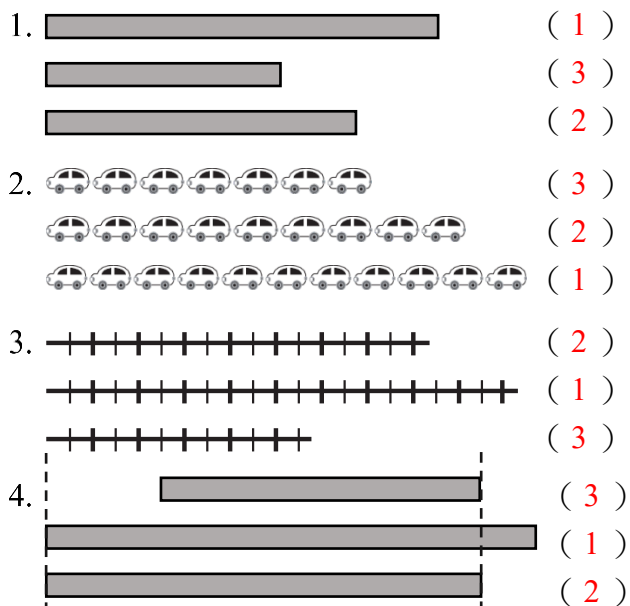 1. ( 1 )
( 3 )
( 2 )
2. ( 3 )
( 2 )
( 1 )
3. ( 2 )
( 1 )
( 3 )
4. ( 3 )
( 1 )
( 2 )